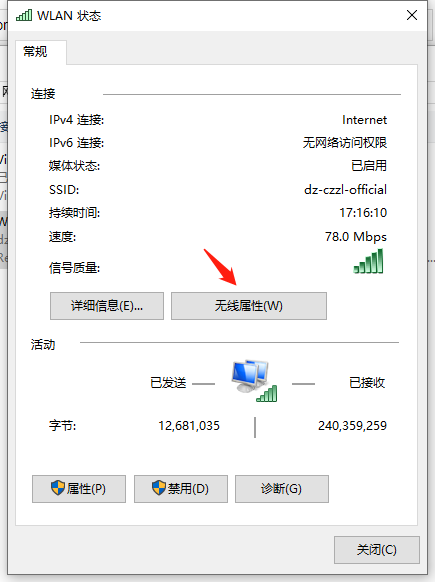 WLAN 状态
常规
连接
IPv4 连接: Internet
IPv6 连接: 无网络访问权限
媒体状态: 已启用
SSID: dz-czzl-official
持续时间: 17:16:10
速度: 78.0 Mbps
信号质量:
详细信息(E)... 无线属性(W)
活动
已发送 已接收
字节: 12,681,035 240,359,259
属性(P) 禁用(D) 诊断(G)
关闭(C)